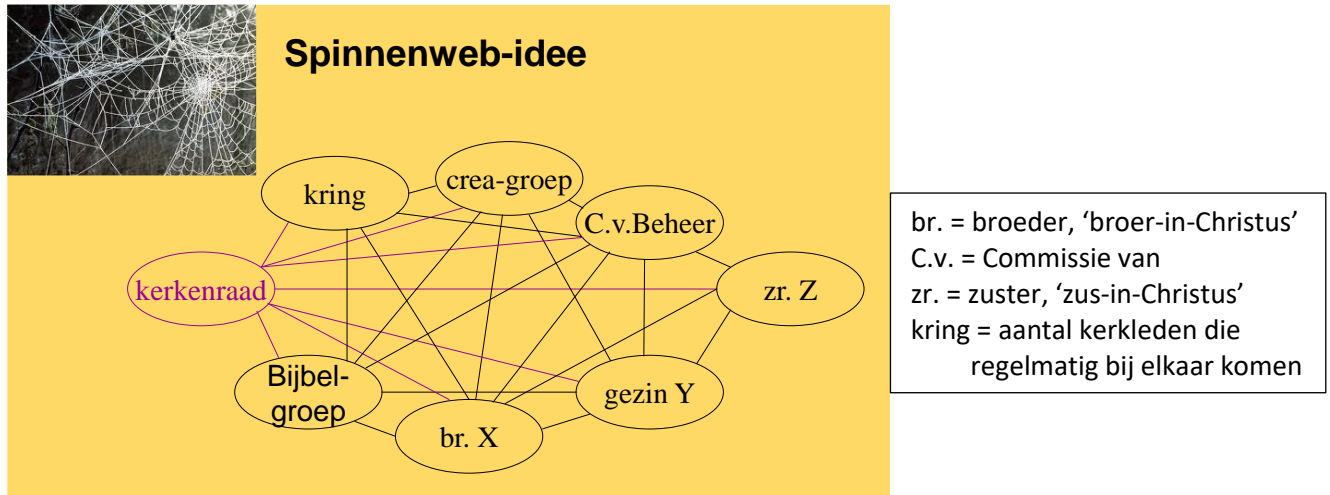 Spinnenweb-idee
crea-groep
kring
C.v.Beheer
kerkenraad
zr. Z
Bijbel-
groep
gezin Y
br. X
br. = broeder, ‘broer-in-Christus’
C.v. = Commissie van
zr. = zuster, ‘zus-in-Christus’
kring = aantal kerkleden die
regelmatig bij elkaar komen